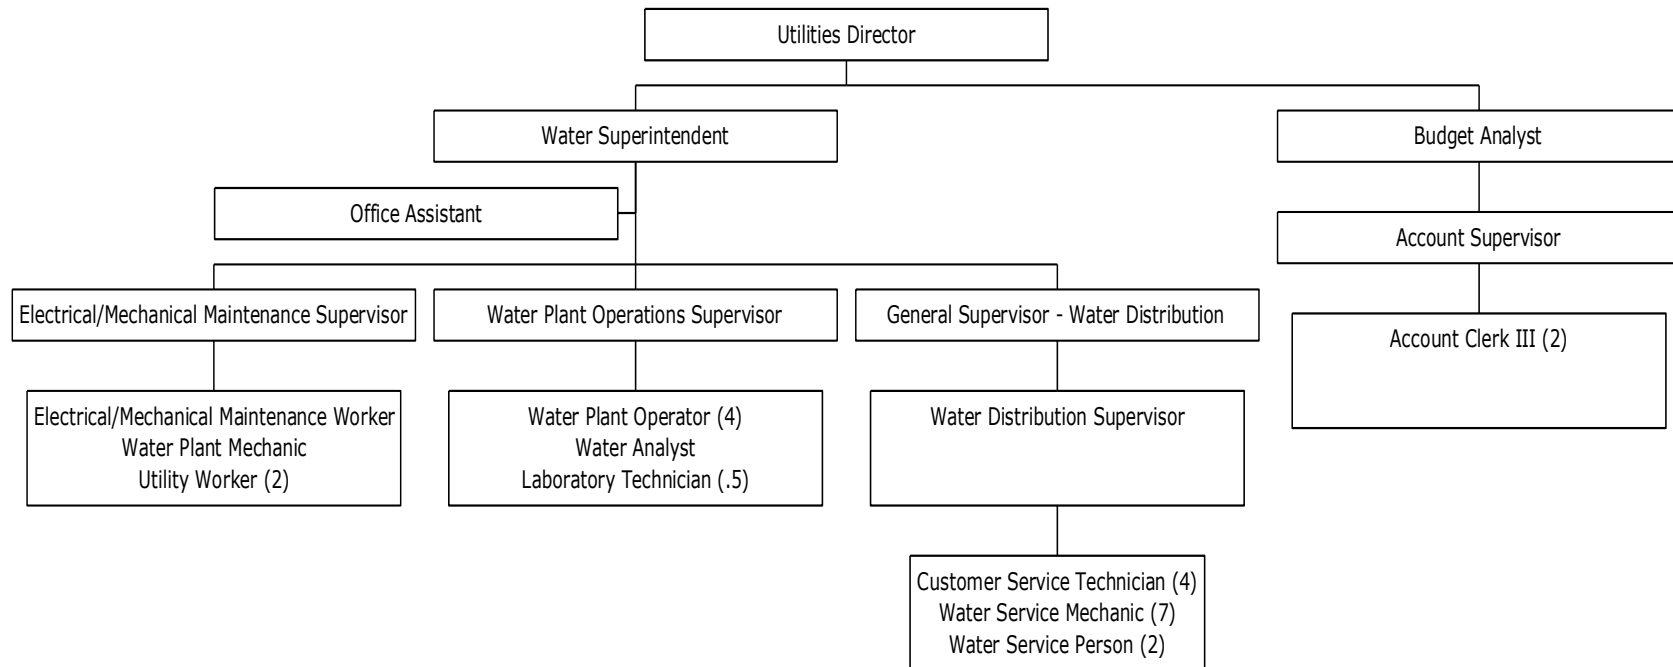 Utilities Director
Water Superintendent
Budget Analyst
Office Assistant
Account Supervisor
Electrical/Mechanical Maintenance Supervisor
Water Plant Operations Supervisor
General Supervisor - Water Distribution
Account Clerk III (2)
Electrical/Mechanical Maintenance Worker
Water Plant Mechanic
Utility Worker (2)
Water Plant Operator (4)
Water Analyst
Laboratory Technician (.5)
Water Distribution Supervisor
Customer Service Technician (4)
Water Service Mechanic (7)
Water Service Person (2)